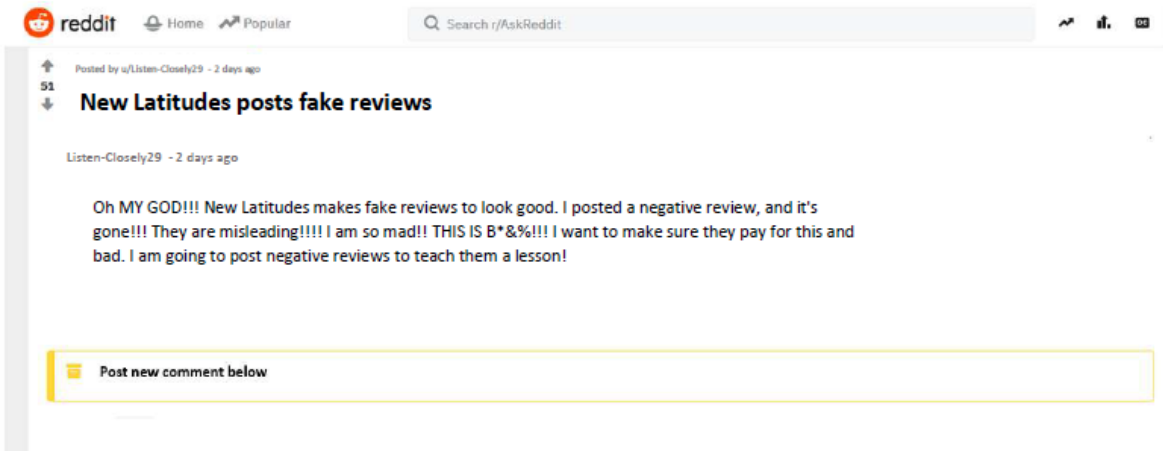 reddit Home Popular Search r/AskReddit
Posted by u/Listen-Closely29 - 2 days ago
51
New Latitudes posts fake reviews
Listen-Closely29 - 2 days ago
Oh MY GOD!!! New Latitudes makes fake reviews to look good. I posted a negative review, and it's
gone!!! They are misleading!!!! I am so mad!! THIS IS B*&%!!! I want to make sure they pay for this and
bad. I am going to post negative reviews to teach them a lesson!
Post new comment below